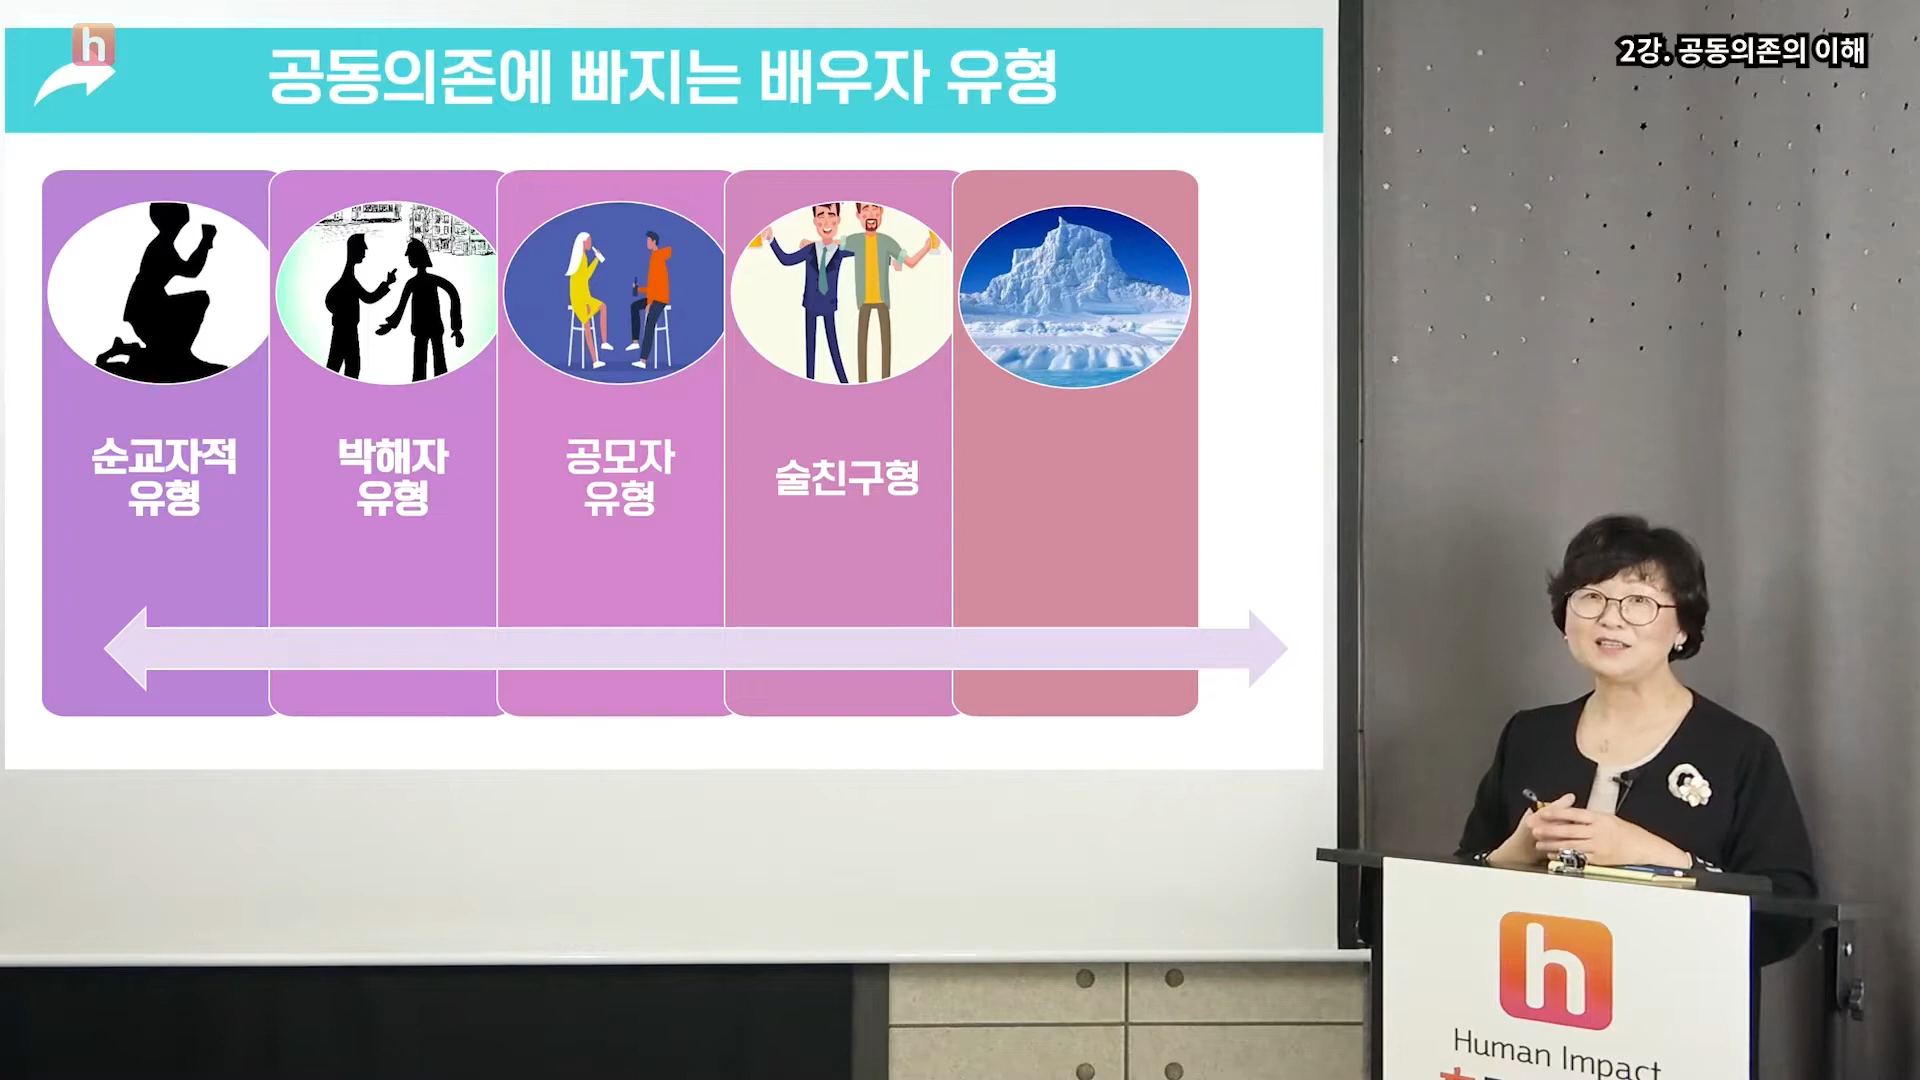 h
공동의존에 빠지는 배우자 유형
2강. 공동의존의 이해
순교자적
유형
박해자
유형
공모자
유형
술친구형
h
Human Impact